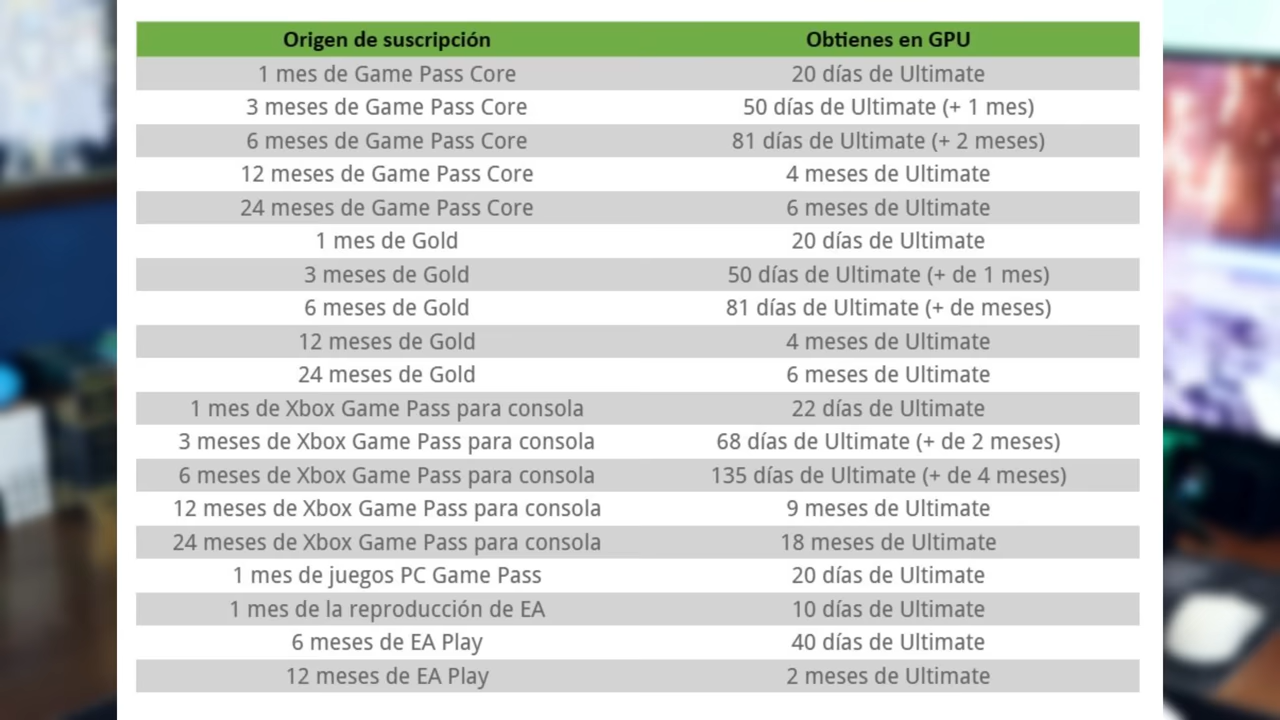 Origen de suscripción Obtienes en GPU
1 mes de Game Pass Core 20 días de Ultimate
3 meses de Game Pass Core 50 días de Ultimate (+ 1 mes)
6 meses de Game Pass Core 81 días de Ultimate (+ 2 meses)
12 meses de Game Pass Core 4 meses de Ultimate
24 meses de Game Pass Core 6 meses de Ultimate
1 mes de Gold 20 días de Ultimate
3 meses de Gold 50 días de Ultimate (+ de 1 mes)
6 meses de Gold 81 días de Ultimate (+ de meses)
12 meses de Gold 4 meses de Ultimate
24 meses de Gold 6 meses de Ultimate
1 mes de Xbox Game Pass para consola 22 días de Ultimate
3 meses de Xbox Game Pass para consola 68 días de Ultimate (+ de 2 meses)
6 meses de Xbox Game Pass para consola 135 días de Ultimate (+ de 4 meses)
12 meses de Xbox Game Pass para consola 9 meses de Ultimate
24 meses de Xbox Game Pass para consola 18 meses de Ultimate
1 mes de juegos PC Game Pass 20 días de Ultimate
1 mes de la reproducción de EA 10 días de Ultimate
6 meses de EA Play 40 días de Ultimate
12 meses de EA Play 2 meses de Ultimate